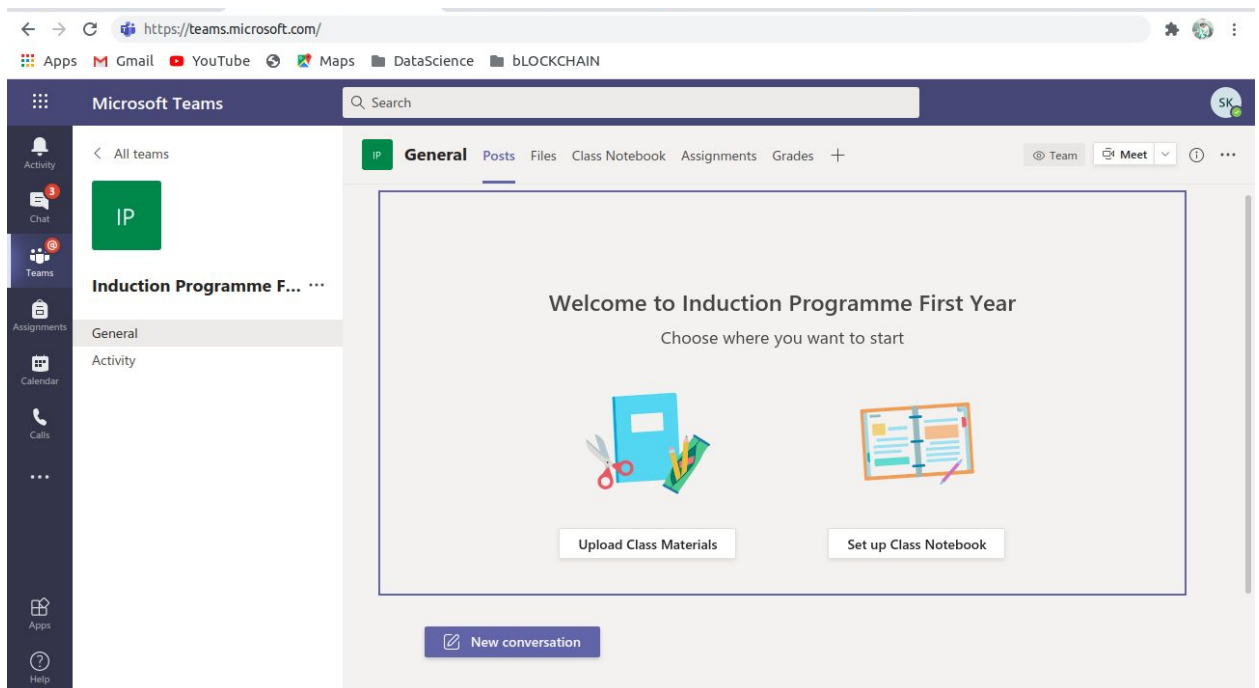 https://teams.microsoft.com/
Apps Gmail YouTube Maps DataScience bLOCKCHAIN
Microsoft Teams Search SK
Activity
3
Chat
@
Teams
Assignments
Calendar
Calls
Apps
Help
All teams
IP
Induction Programme F... ...
General
Activity
IP General Posts Files Class Notebook Assignments Grades + Team Meet ...
Welcome to Induction Programme First Year
Choose where you want to start
Upload Class Materials Set up Class Notebook
New conversation